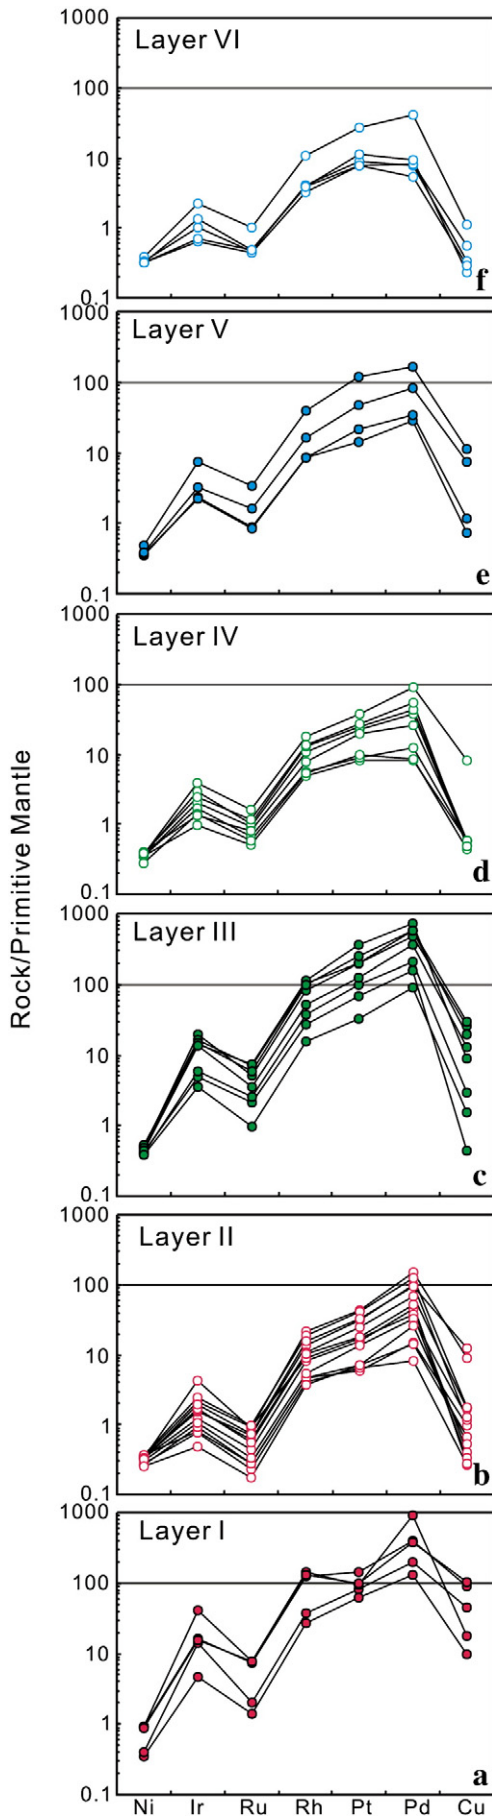 1000
Layer VI
100
10
1
0.1
f
1000
Layer V
100
10
1
0.1
e
1000
Layer IV
100
10
1
0.1
d
Rock/Primitive Mantle
1000
Layer III
100
10
1
0.1
c
1000
Layer II
100
10
1
0.1
b
1000
Layer I
100
10
1
0.1
a
Ni Ir Ru Rh Pt Pd Cu